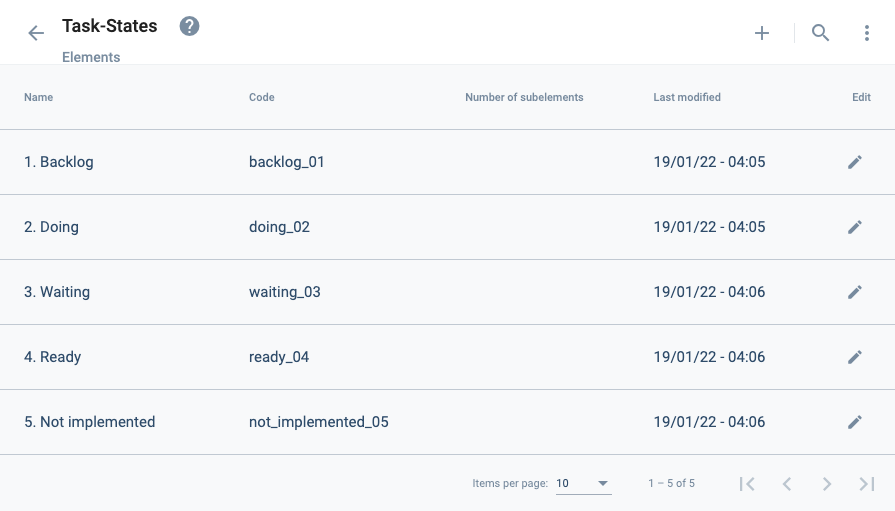 Task-States
Elements
Name Code Number of subelements Last modified Edit
1. Backlog backlog_01 19/01/22 - 04:05
2. Doing doing_02 19/01/22 - 04:05
3. Waiting waiting_03 19/01/22 - 04:06
4. Ready ready_04 19/01/22 - 04:06
5. Not implemented not_implemented_05 19/01/22 - 04:06
Items per page: 10 1 – 5 of 5